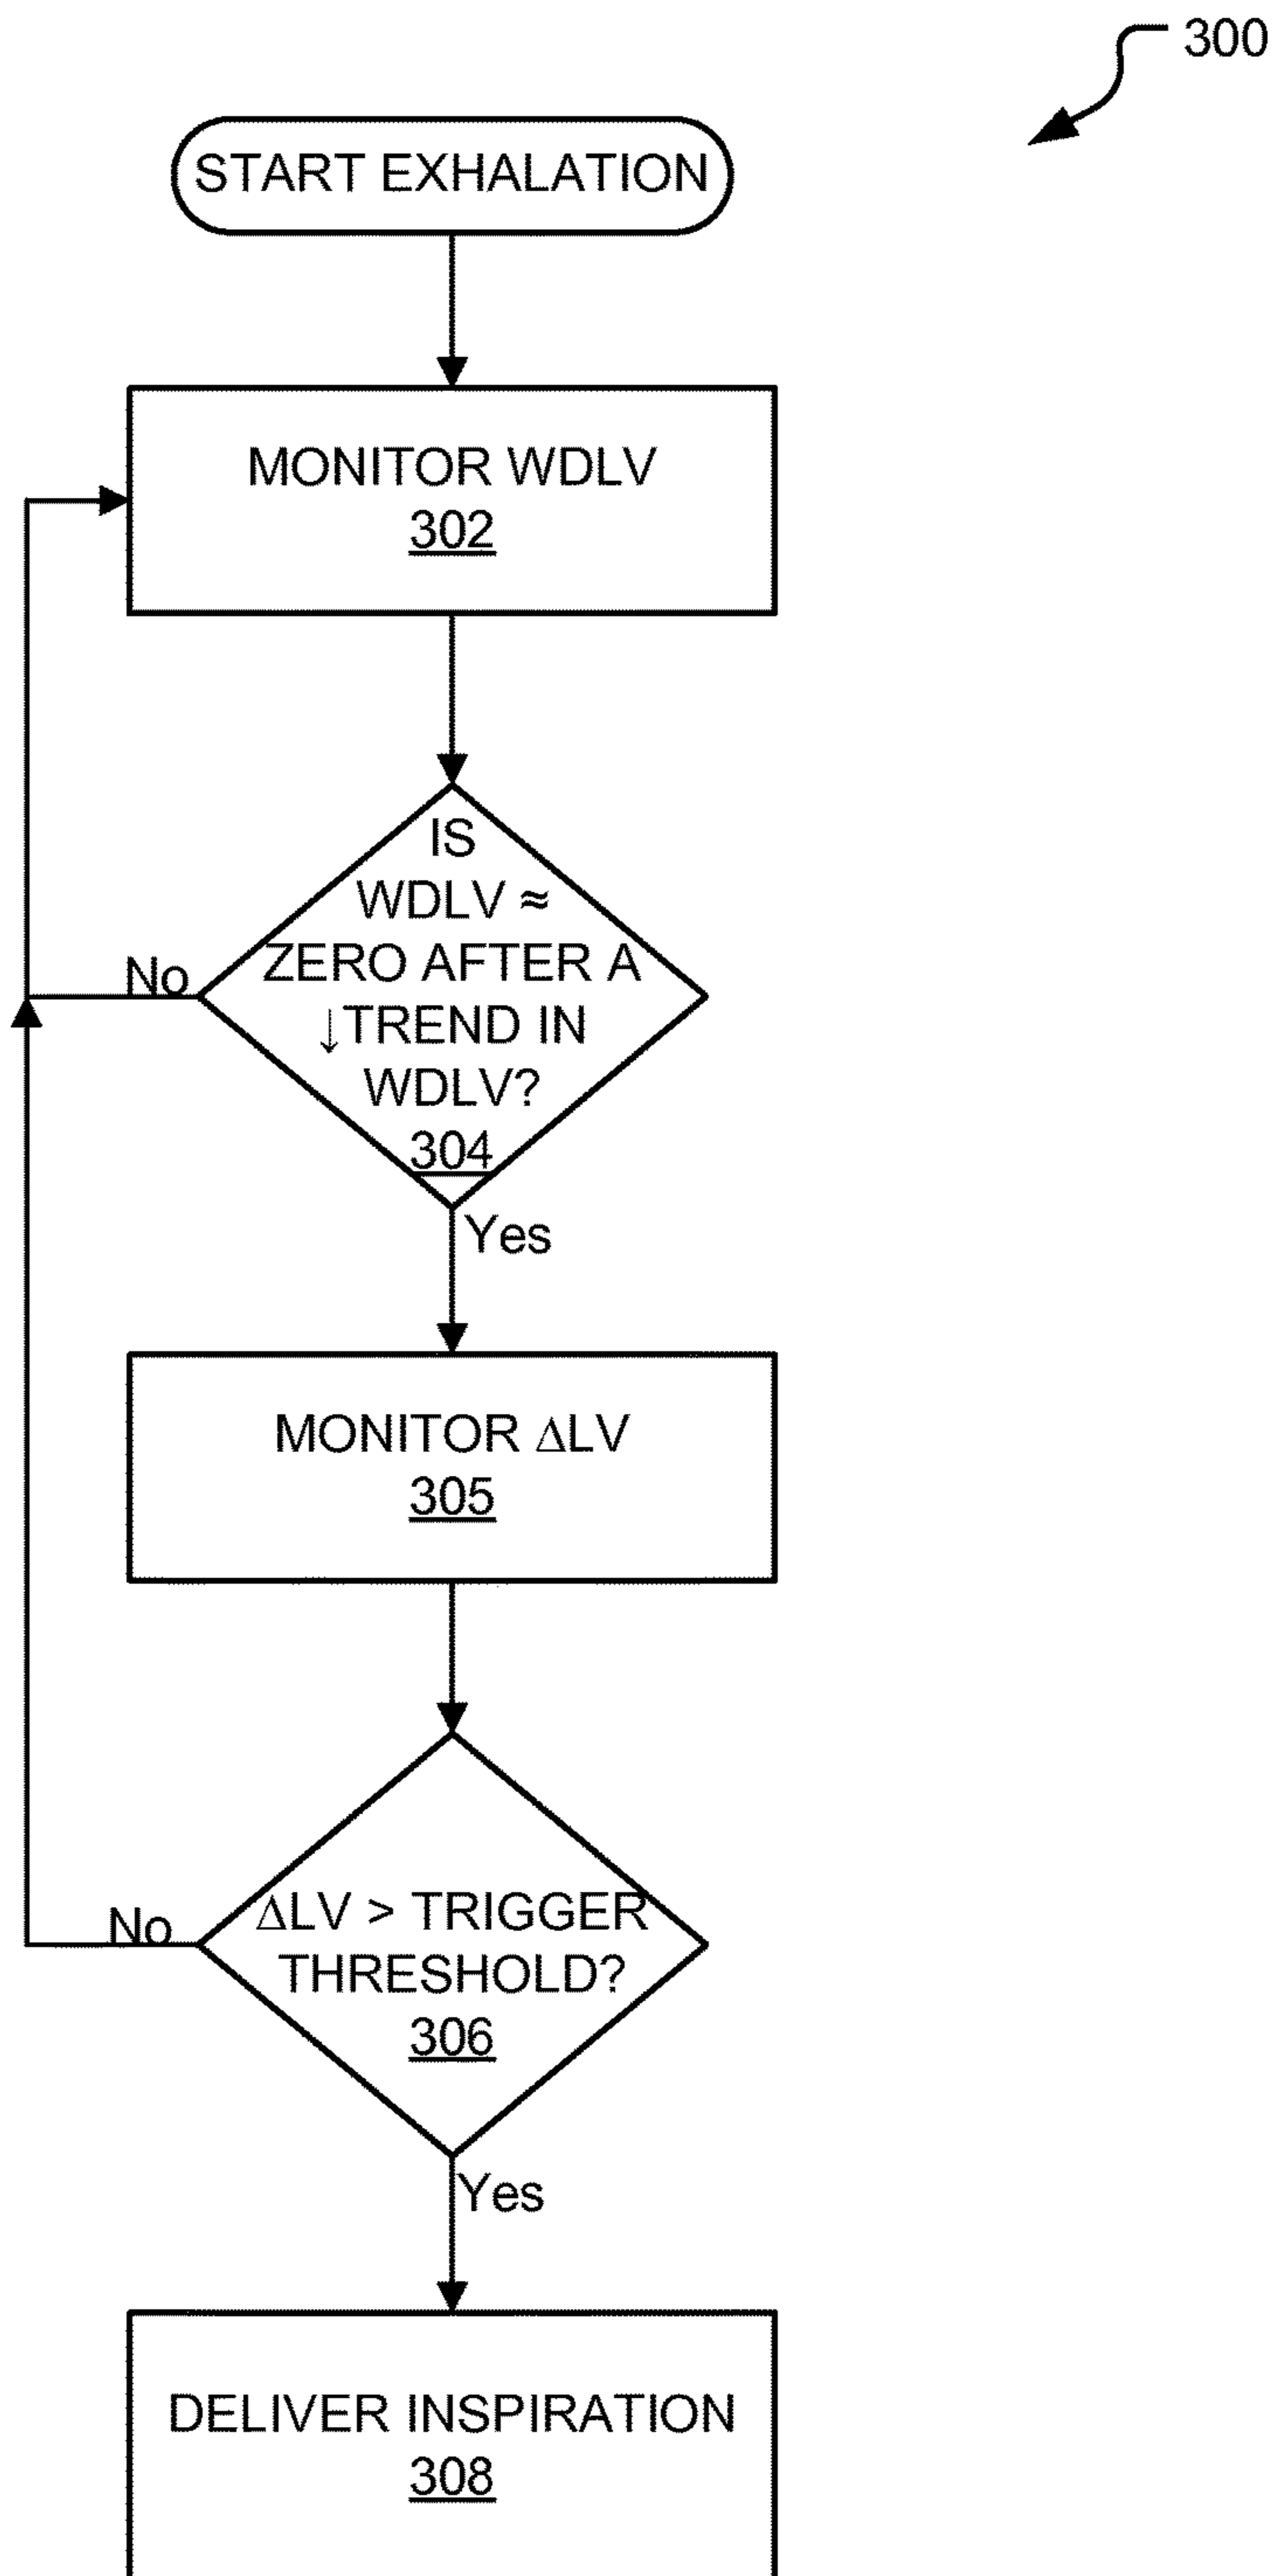 300
START EXHALATION
MONITOR WDLV
302
IS
WDLV ≈
ZERO AFTER A
↓TREND IN
WDLV?
304
No
Yes
MONITOR ΔLV
305
ΔLV > TRIGGER
THRESHOLD?
306
No
Yes
DELIVER INSPIRATION
308